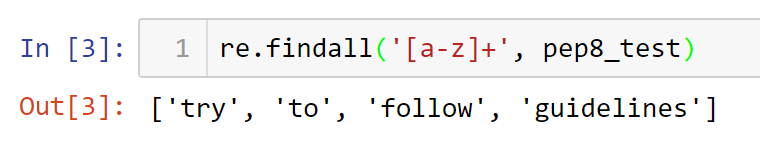 In [3]: 1 re.findall('[a-z]+', pep8_test)
Out[3]: ['try', 'to', 'follow', 'guidelines']